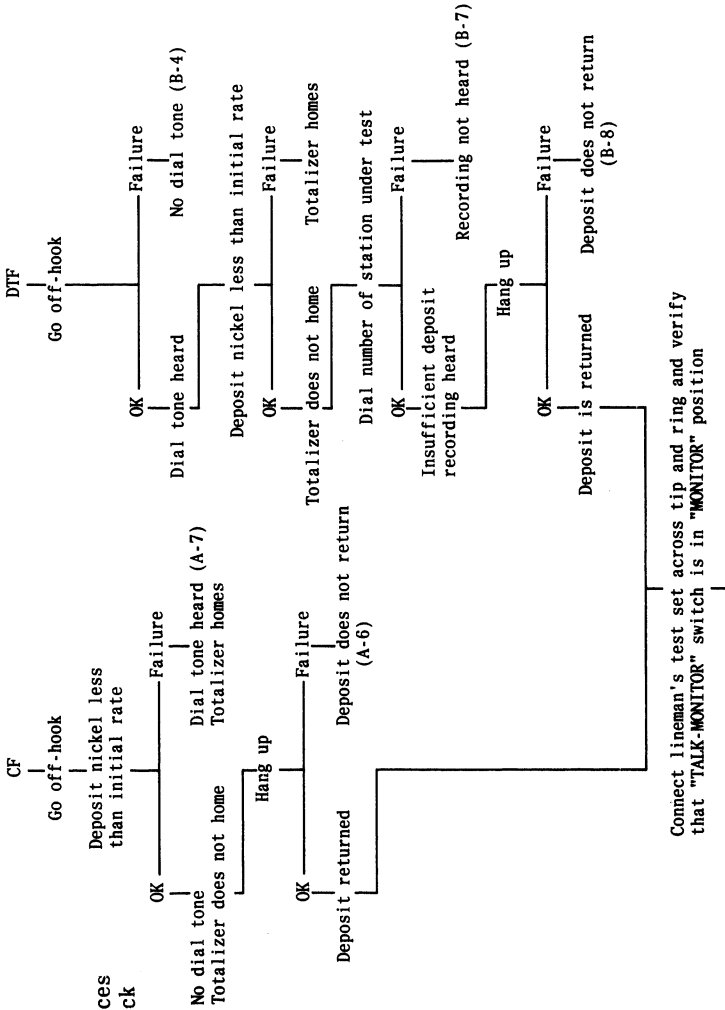 ces
ck
CF
Go off-hook
Deposit nickel less
than initial rate
OK
Failure
No dial tone
Totalizer does not home
Dial tone heard (A-7)
Totalizer homes
Hang up
OK
Failure
Deposit returned
Deposit does not return
(A-6)
DTF
Go off-hook
OK
Failure
Dial tone heard
No dial tone (B-4)
Deposit nickel less than initial rate
OK
Failure
Totalizer does not home
Totalizer homes
Dial number of station under test
OK
Failure
Insufficient deposit
recording heard
Recording not heard (B-7)
Hang up
OK
Failure
Deposit is returned
Deposit does not return
(B-8)
Connect lineman's test set across tip and ring and verify
that "TALK-MONITOR" switch is in "MONITOR" position